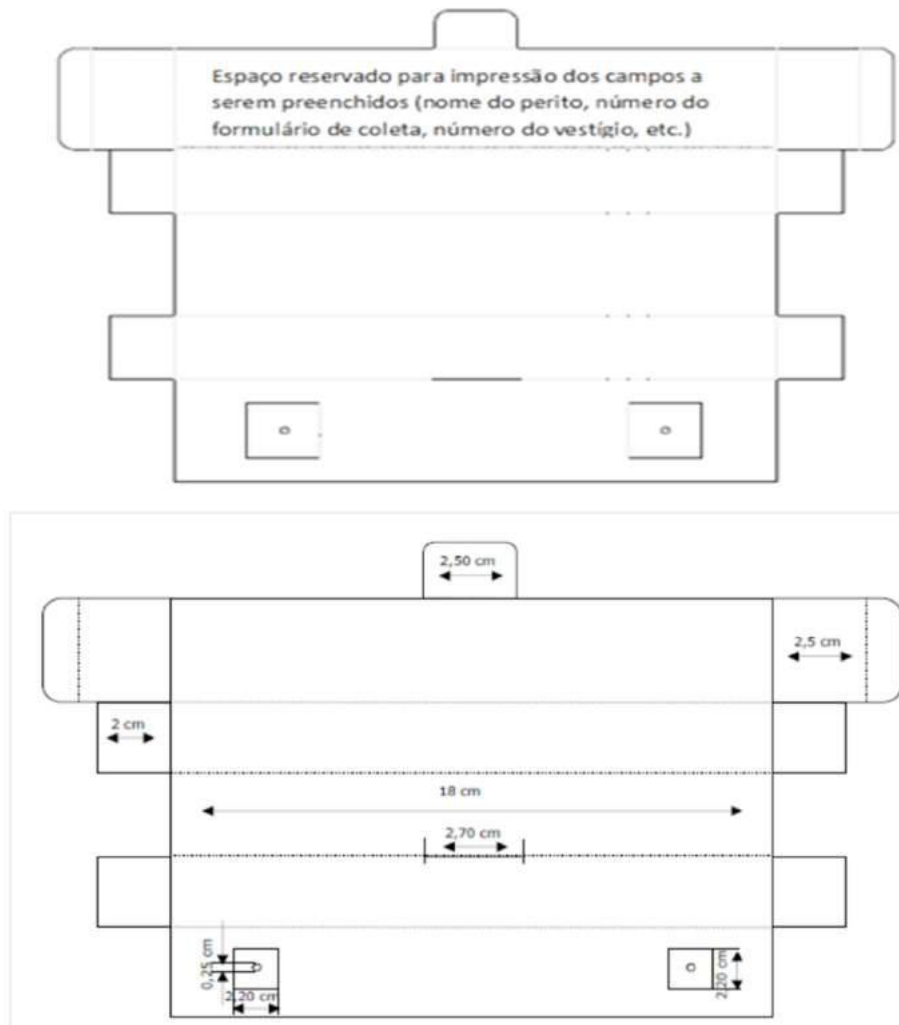 Espaço reservado para impressão dos campos a
serem preenchidos (nome do perito, número do
formulário de coleta, número do vestígio, etc.)
2,50 cm
2,5 cm
2 cm
18 cm
2,70 cm
0,25 cm
2,20 cm
2,20 cm